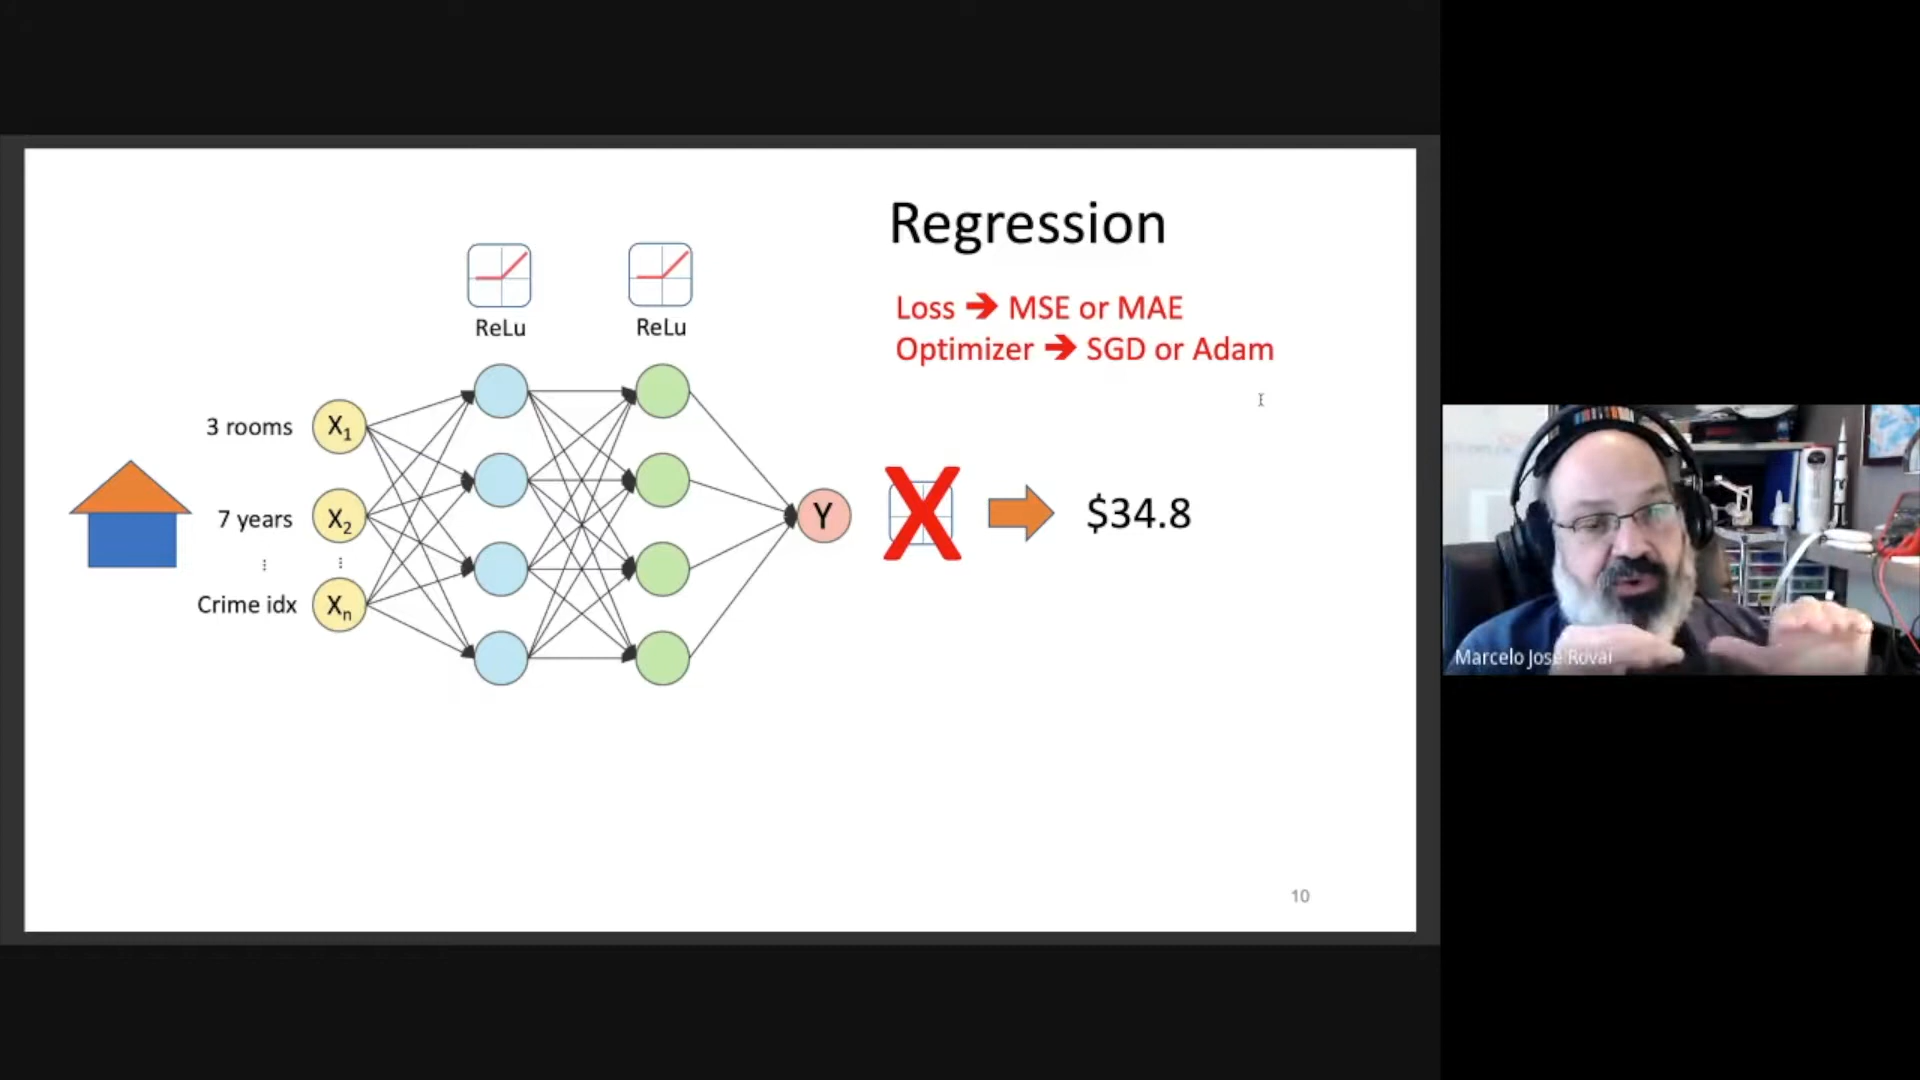 Regression
Loss ➔ MSE or MAE
Optimizer ➔ SGD or Adam
ReLu
ReLu
3 rooms
X1
7 years
X2
⋮
⋮
Crime idx
Xn
Y
X
$34.8
10
Marcelo José Rovai